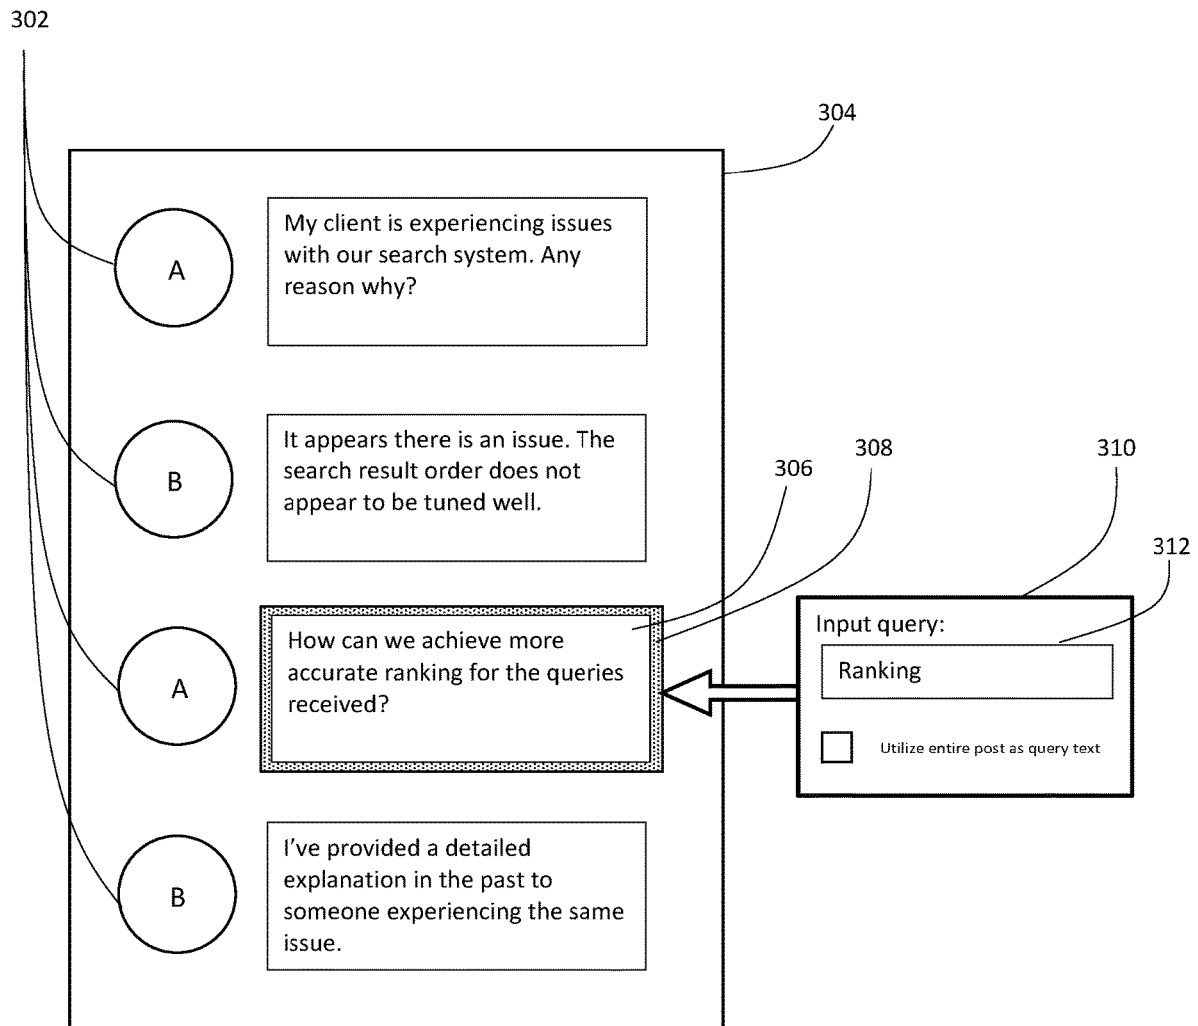 302
304
A
My client is experiencing issues
with our search system. Any
reason why?
B
It appears there is an issue. The
search result order does not
appear to be tuned well.
306
308
310
312
A
How can we achieve more
accurate ranking for the queries
received?
Input query:
Ranking
Utilize entire post as query text
B
I've provided a detailed
explanation in the past to
someone experiencing the same
issue.